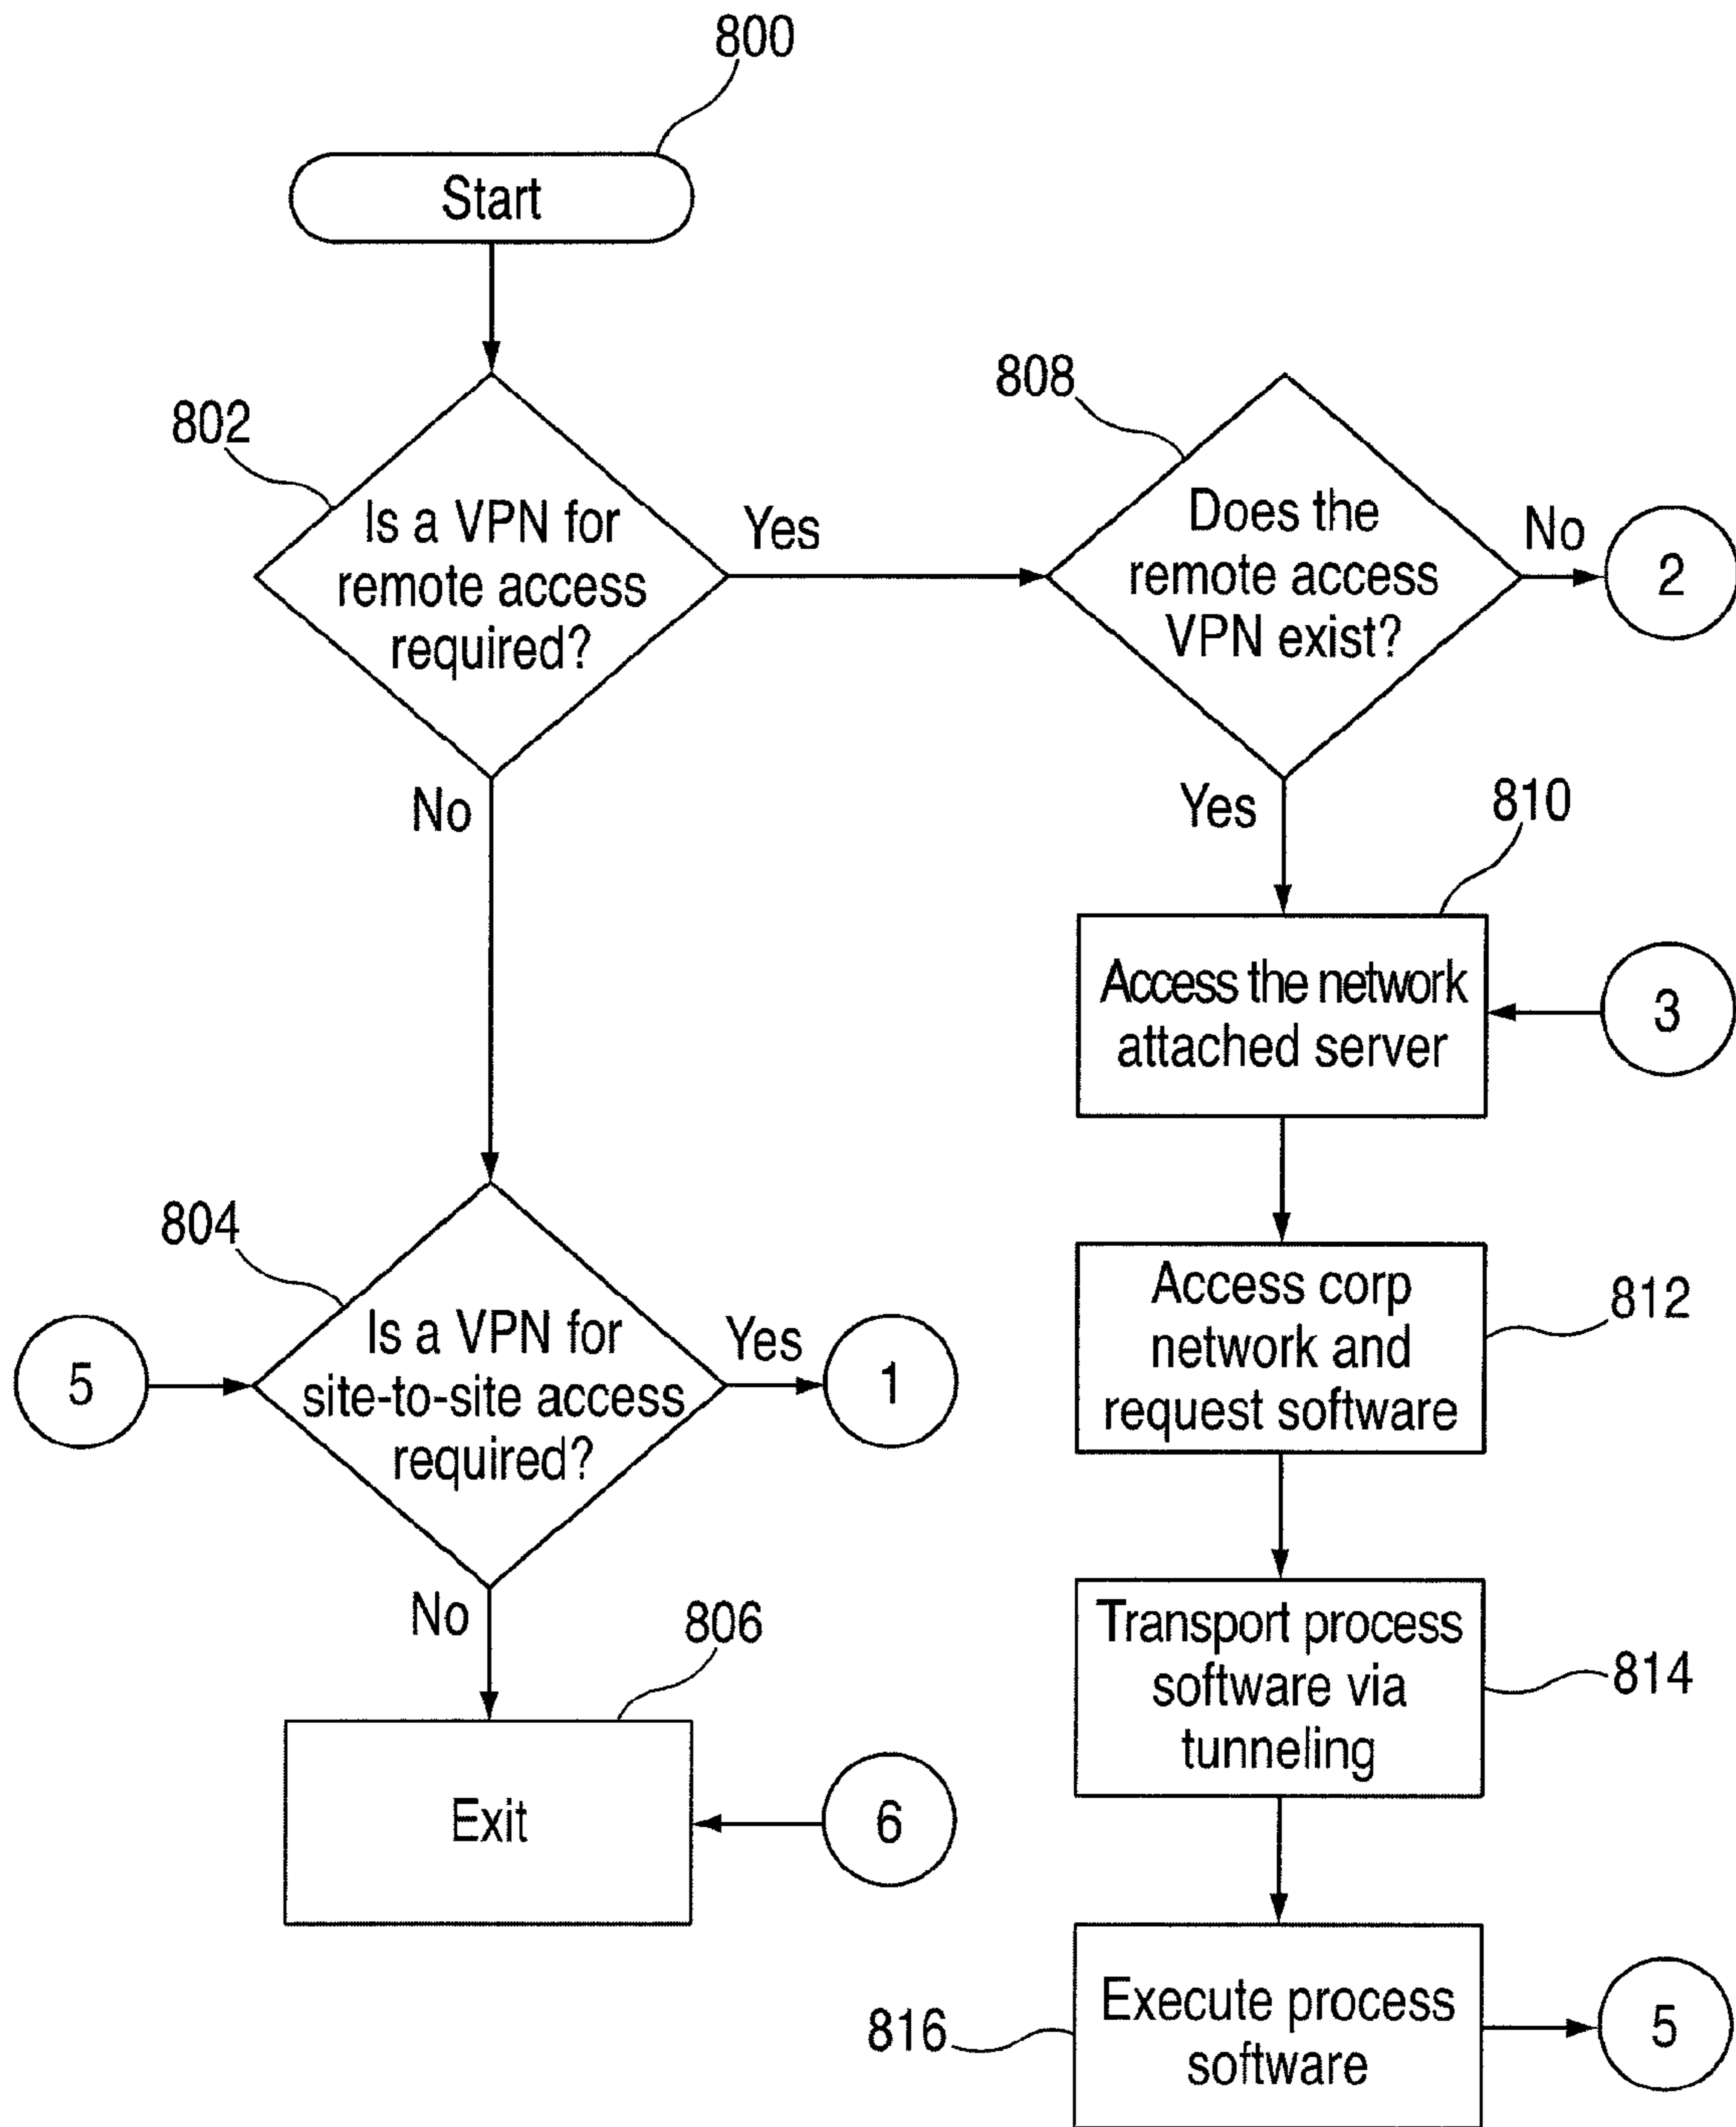 800
Start
802
Is a VPN for
remote access
required?
Yes
No
808
Does the
remote access
VPN exist?
No
2
Yes
810
Access the network
attached server
3
812
Access corp
network and
request software
804
5
Is a VPN for
site-to-site access
required?
Yes
1
No
806
Exit
6
Transport process
software via
tunneling
814
816
Execute process
software
5